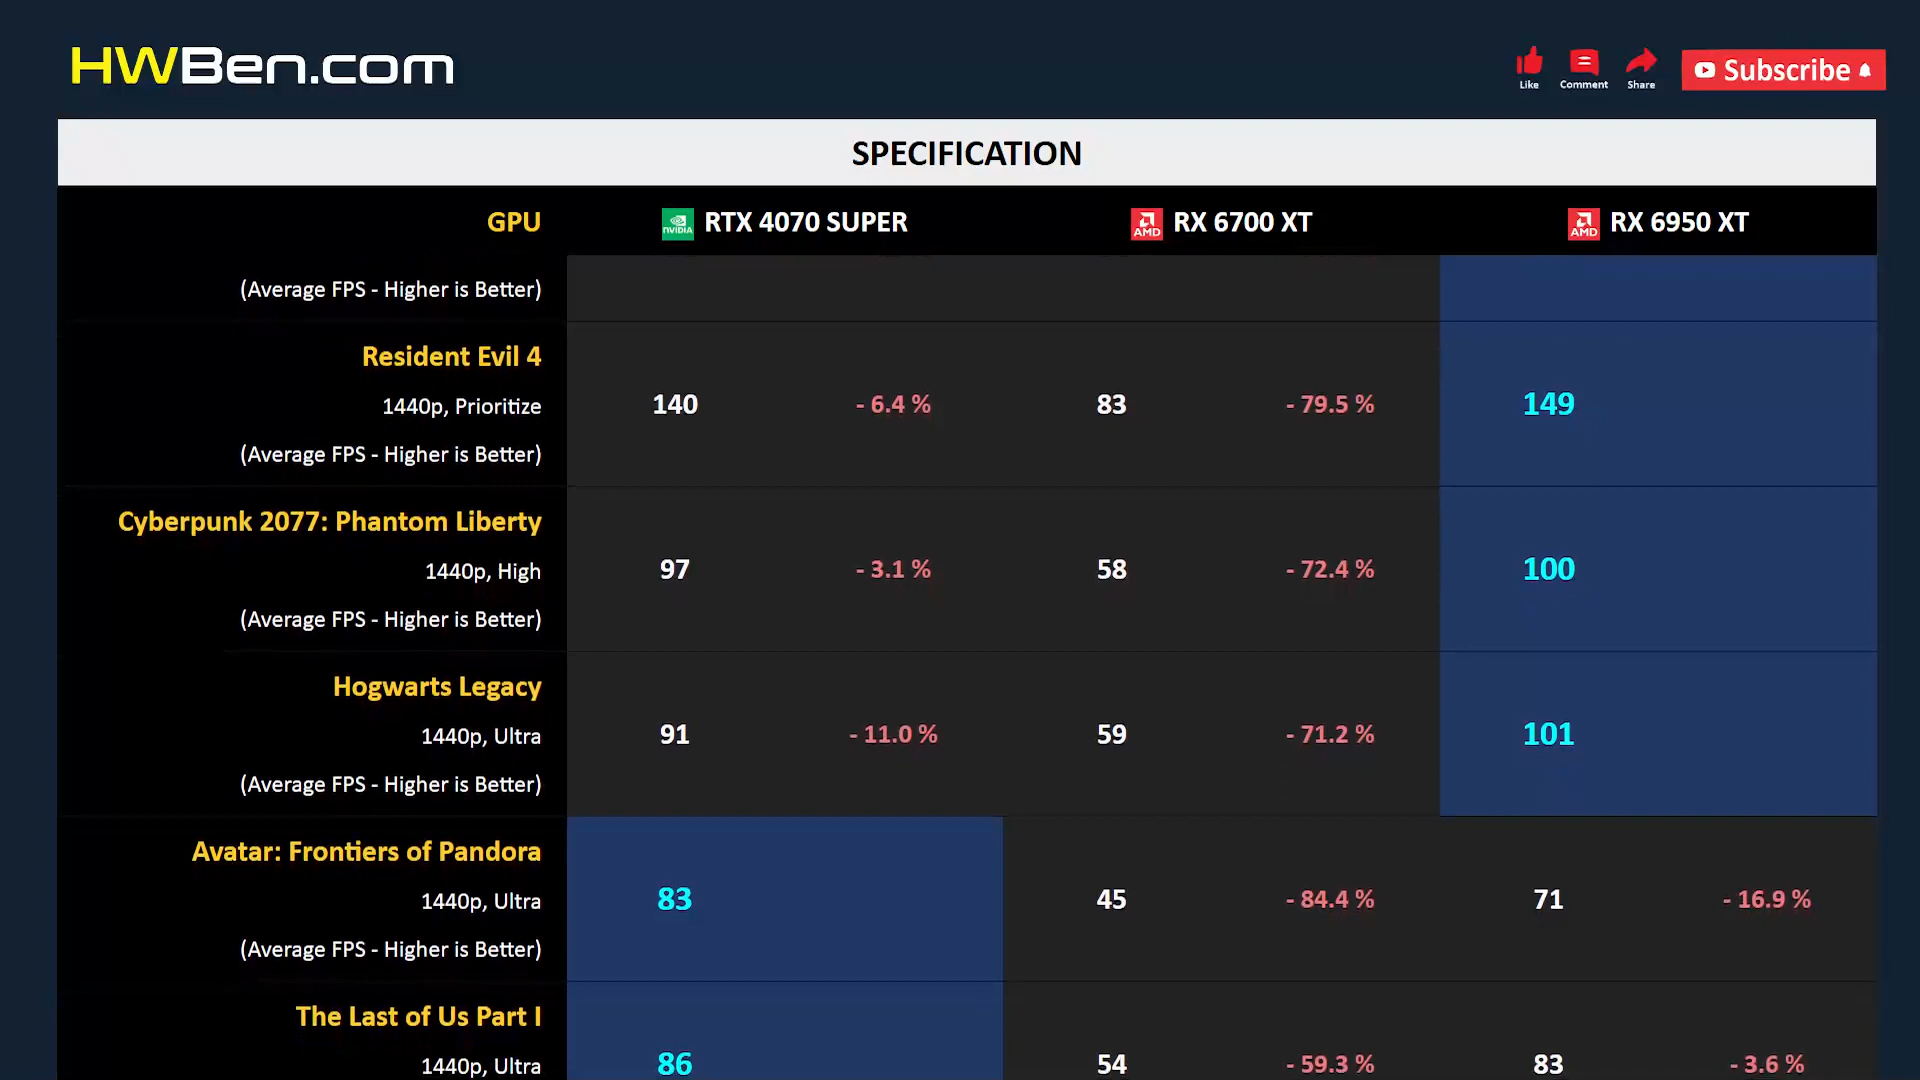 HWBen.com
Like Comment Share Subscribe
SPECIFICATION
GPU NVIDIA RTX 4070 SUPER AMD RX 6700 XT AMD RX 6950 XT
(Average FPS - Higher is Better)
Resident Evil 4
1440p, Prioritize
(Average FPS - Higher is Better)
140 - 6.4 % 83 - 79.5 % 149
Cyberpunk 2077: Phantom Liberty
1440p, High
(Average FPS - Higher is Better)
97 - 3.1 % 58 - 72.4 % 100
Hogwarts Legacy
1440p, Ultra
(Average FPS - Higher is Better)
91 - 11.0 % 59 - 71.2 % 101
Avatar: Frontiers of Pandora
1440p, Ultra
(Average FPS - Higher is Better)
83 45 - 84.4 % 71 - 16.9 %
The Last of Us Part I
1440p, Ultra
86 54 - 59.3 % 83 - 3.6 %